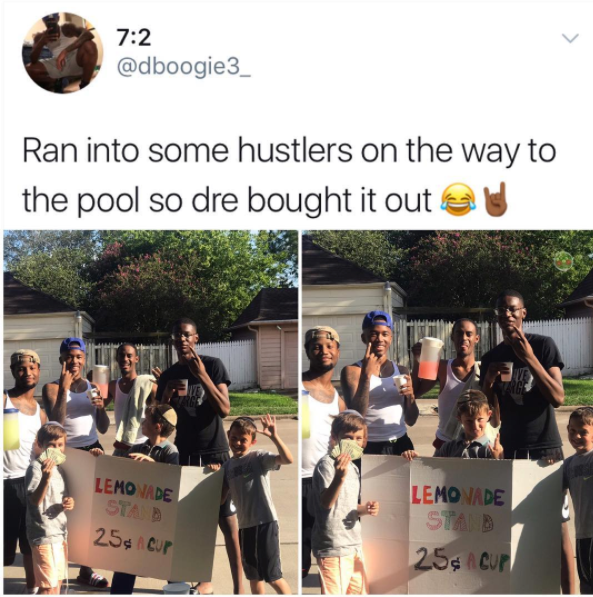 7:2
@dboogie3_
Ran into some hustlers on the way to
the pool so dre bought it out 😂🤘🏾
LEMONADE
STAND
25¢ A CUP
LEMONADE
STAND
25¢ A CUP